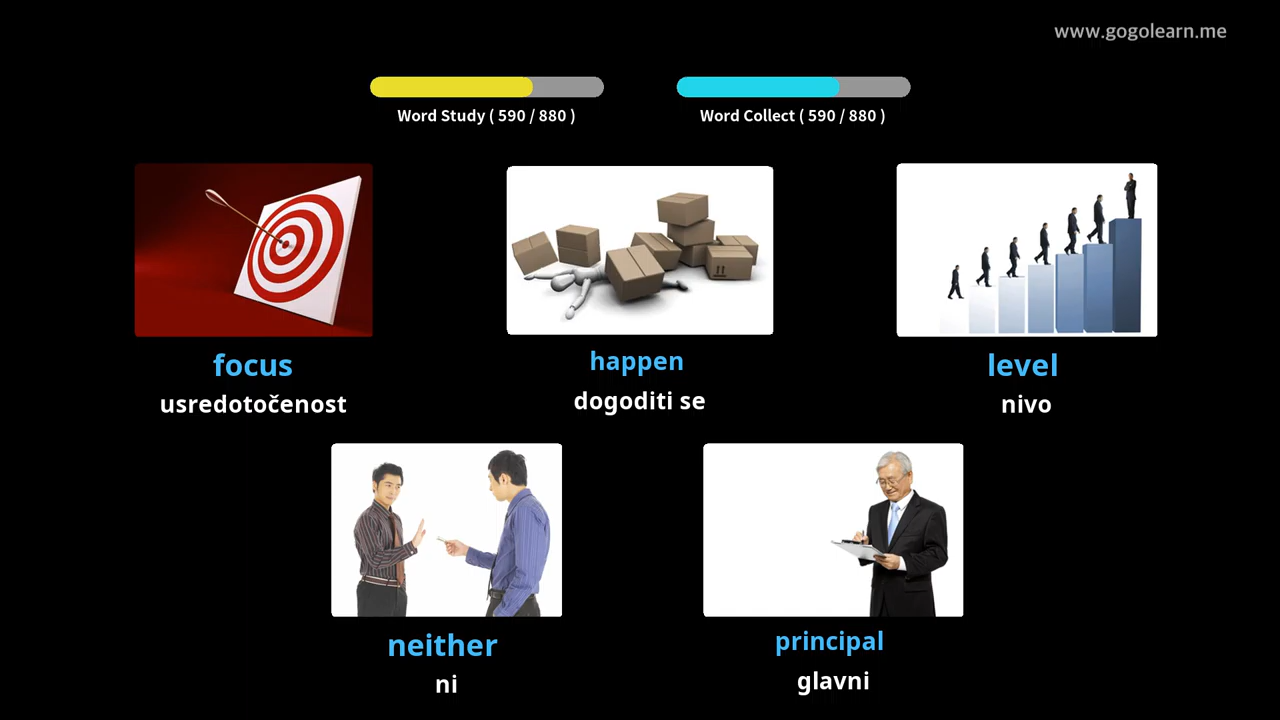 www.gogolearn.me
Word Study ( 590 / 880 )
Word Collect ( 590 / 880 )
focus
usredotočenost
happen
dogoditi se
level
nivo
neither
ni
principal
glavni